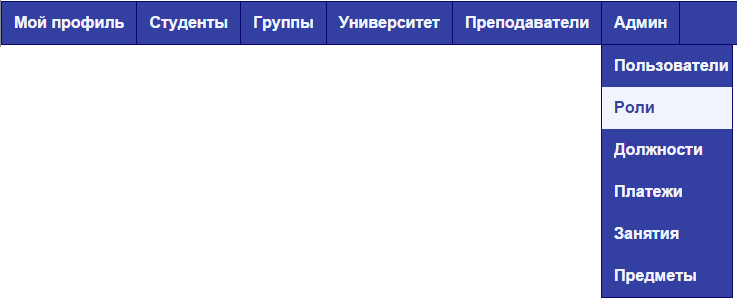 Мой профиль Студенты Группы Университет Преподаватели Админ
Пользователи
Роли
Должности
Платежи
Занятия
Предметы